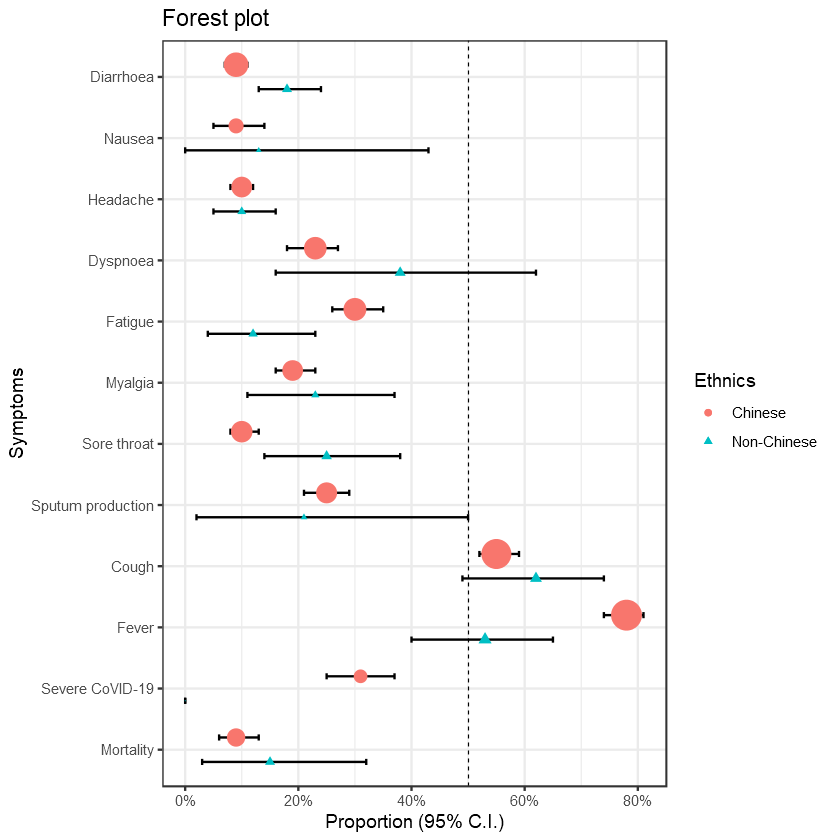 Forest plot
Symptoms
Diarrhoea
Nausea
Headache
Dyspnoea
Fatigue
Myalgia
Sore throat
Sputum production
Cough
Fever
Severe CoVID-19
Mortality
0% 20% 40% 60% 80%
Proportion (95% C.I.)
Ethnics
Chinese
Non-Chinese